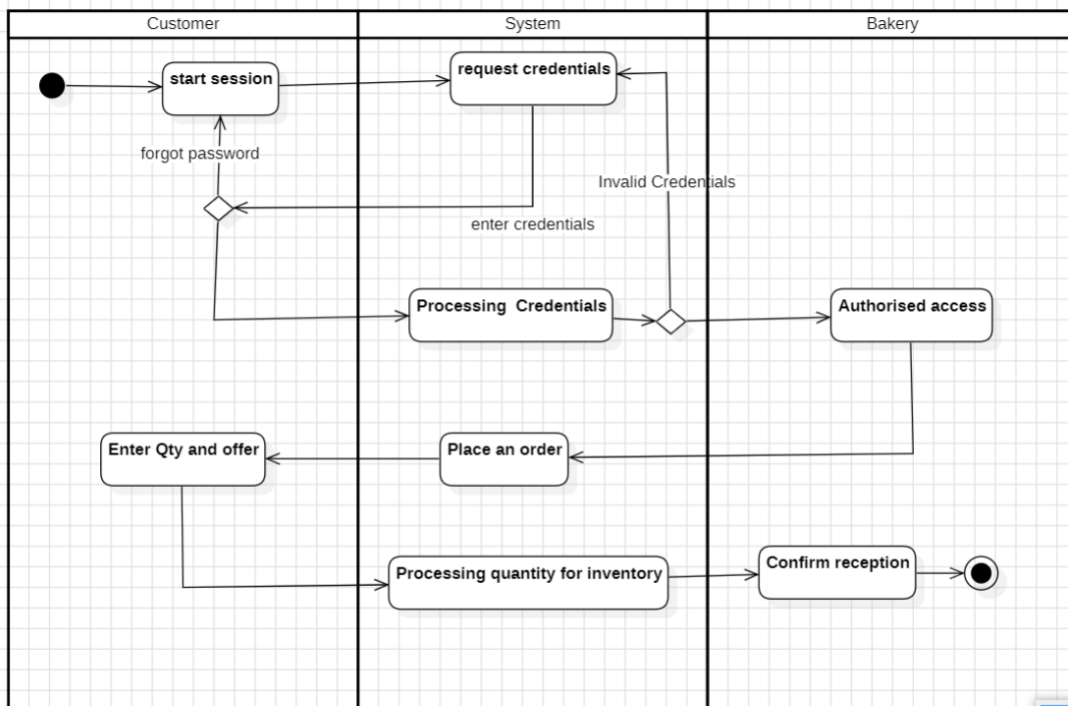 Customer
System
Bakery
start session
request credentials
forgot password
Invalid Credentials
enter credentials
Processing  Credentials
Authorised access
Enter Qty and offer
Place an order
Processing quantity for inventory
Confirm reception